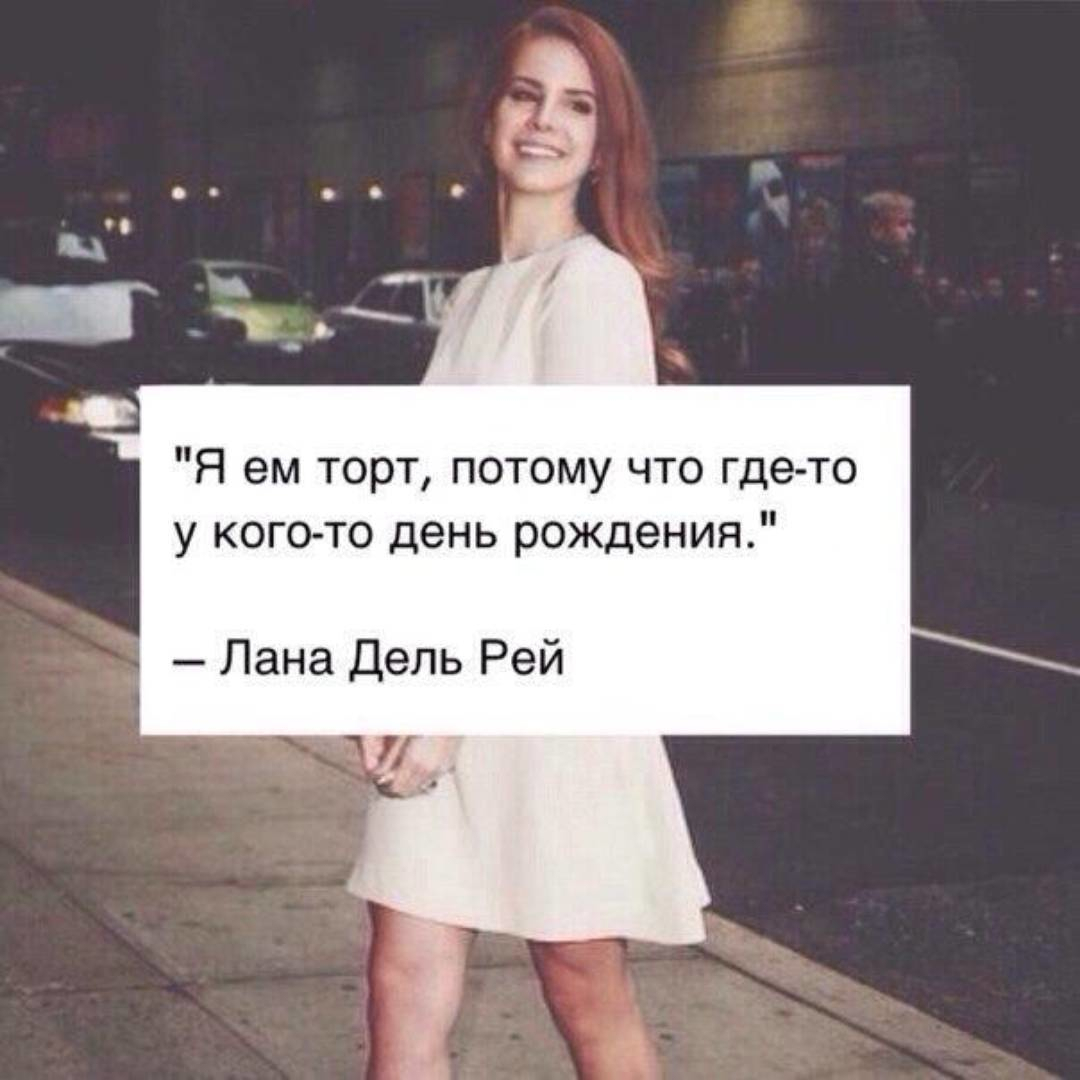 "Я ем торт, потому что где-то
у кого-то день рождения."
— Лана Дель Рей